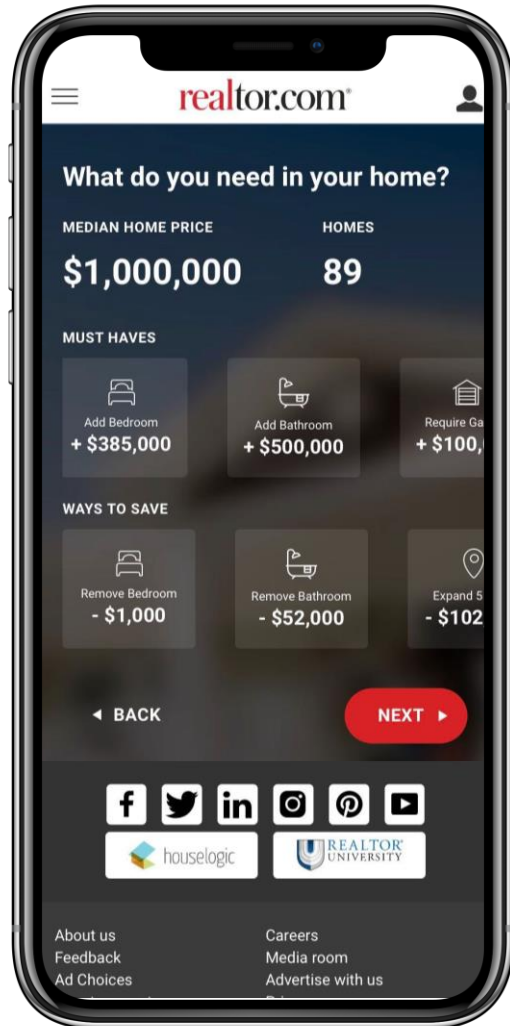 realtor.com®
What do you need in your home?
MEDIAN HOME PRICE HOMES
$1,000,000 89
MUST HAVES
Add Bedroom Add Bathroom Require Ga
+ $385,000 + $500,000 + $100,
WAYS TO SAVE
Remove Bedroom Remove Bathroom Expand 5
- $1,000 - $52,000 - $102
BACK NEXT
f in
houselogic REALTOR®
UNIVERSITY
About us Careers
Feedback Media room
Ad Choices Advertise with us